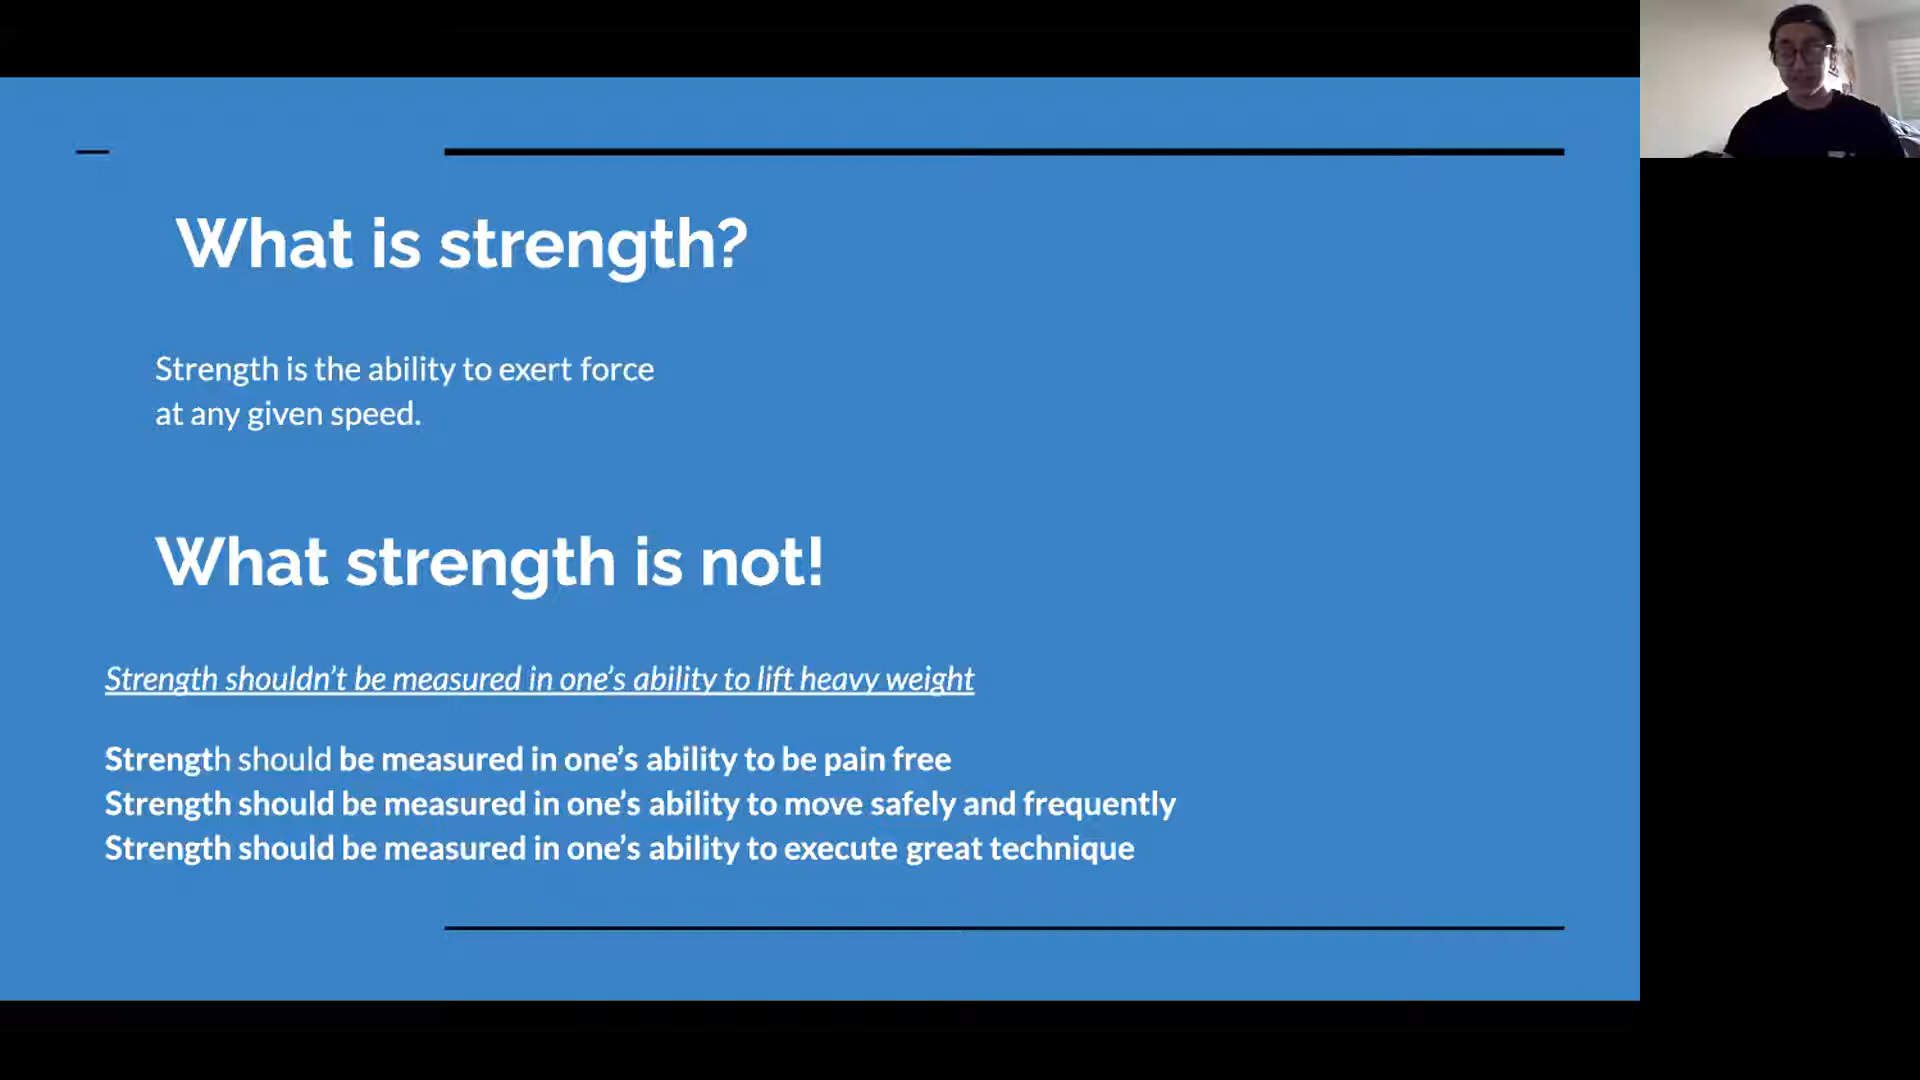 What is strength?
Strength is the ability to exert force
at any given speed.
What strength is not!
Strength shouldn't be measured in one's ability to lift heavy weight
Strength should be measured in one's ability to be pain free
Strength should be measured in one's ability to move safely and frequently
Strength should be measured in one's ability to execute great technique